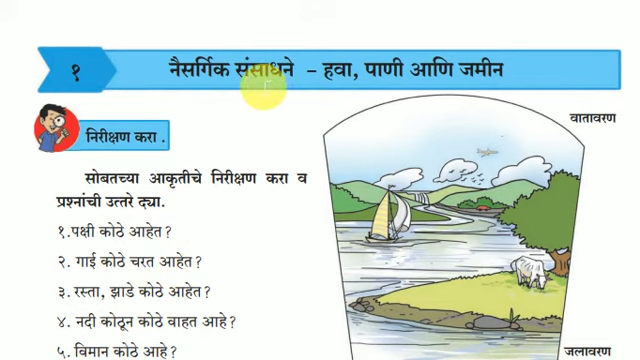 १ नैसर्गिक संसाधने – हवा, पाणी आणि जमीन
निरीक्षण करा .
सोबतच्या आकृतीचे निरीक्षण करा व
प्रश्नांची उत्तरे द्या.
१.पक्षी कोठे आहेत?
२. गाई कोठे चरत आहेत?
३. रस्ता, झाडे कोठे आहेत?
४. नदी कोठून कोठे वाहत आहे?
५. विमान कोठे आहे?
वातावरण
जलावरण